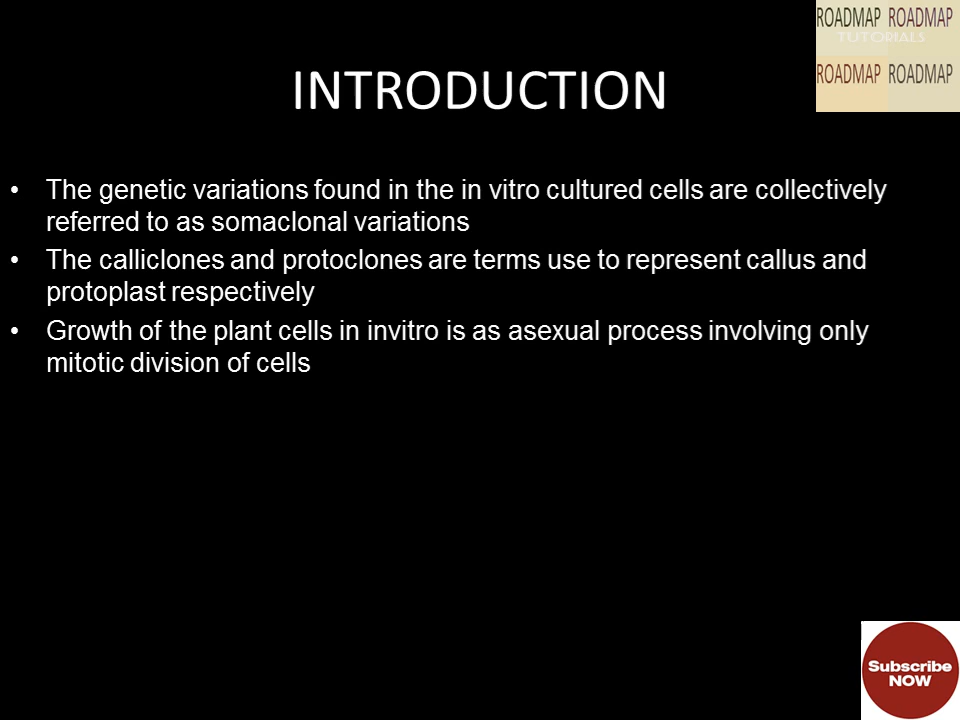 ROADMAP ROADMAP
TUTORIALS
ROADMAP ROADMAP
INTRODUCTION
• The genetic variations found in the in vitro cultured cells are collectively
referred to as somaclonal variations
• The calliclones and protoclones are terms use to represent callus and
protoplast respectively
• Growth of the plant cells in invitro is as asexual process involving only
mitotic division of cells
Subscribe
NOW